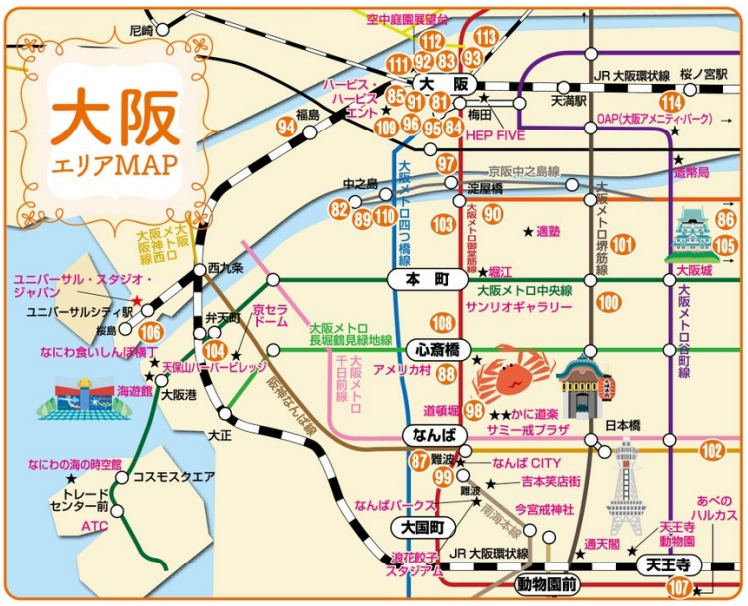 空中庭園展望台
尼崎
113
112
111
92
83
93
大阪
大阪
エリアMAP
JR 大阪環状線
桜ノ宮駅
ハービス・
ハービス
エント
85
91
81
梅田
天満駅
114
福島
94
109
96
95
84
HEP FIVE
OAP(大阪アメニティ・パーク)
97
京阪中之島線
造幣局
中之島
淀屋橋
82
89
110
大阪メトロ四つ橋線
大阪メトロ御堂筋線
103
90
大阪メトロ堺筋線
86
105
適塾
101
大阪
阪神トロ
西九条
大阪城
ユニバーサル・スタジオ・
ジャパン
堀江
本町
大阪メトロ中央線
サンリオギャラリー
100
大阪メトロ谷町線
ユニバーサルシティ駅
桜島
106
弁天町
104
京セラ
ドーム
大阪メトロ
長堀鶴見緑地線
108
なにわ食いしんぼ横丁
天保山ハーバービレッジ
心斎橋
大阪メトロ
千日前線
アメリカ村
88
海遊館
大阪港
阪神なんば線
道頓堀
98
かに道楽
サミー戎プラザ
大正
なんば
日本橋
87
難波
102
なにわの海の時空館
コスモスクエア
なんばCITY
99
難波
吉本笑店街
トレード
センター前
ATC
なんばパークス
南海本線
今宮戎神社
あべの
ハルカス
大国町
天王寺
動物園
通天閣
浪花餃子
スタジアム
JR 大阪環状線
天王寺
動物園前
107